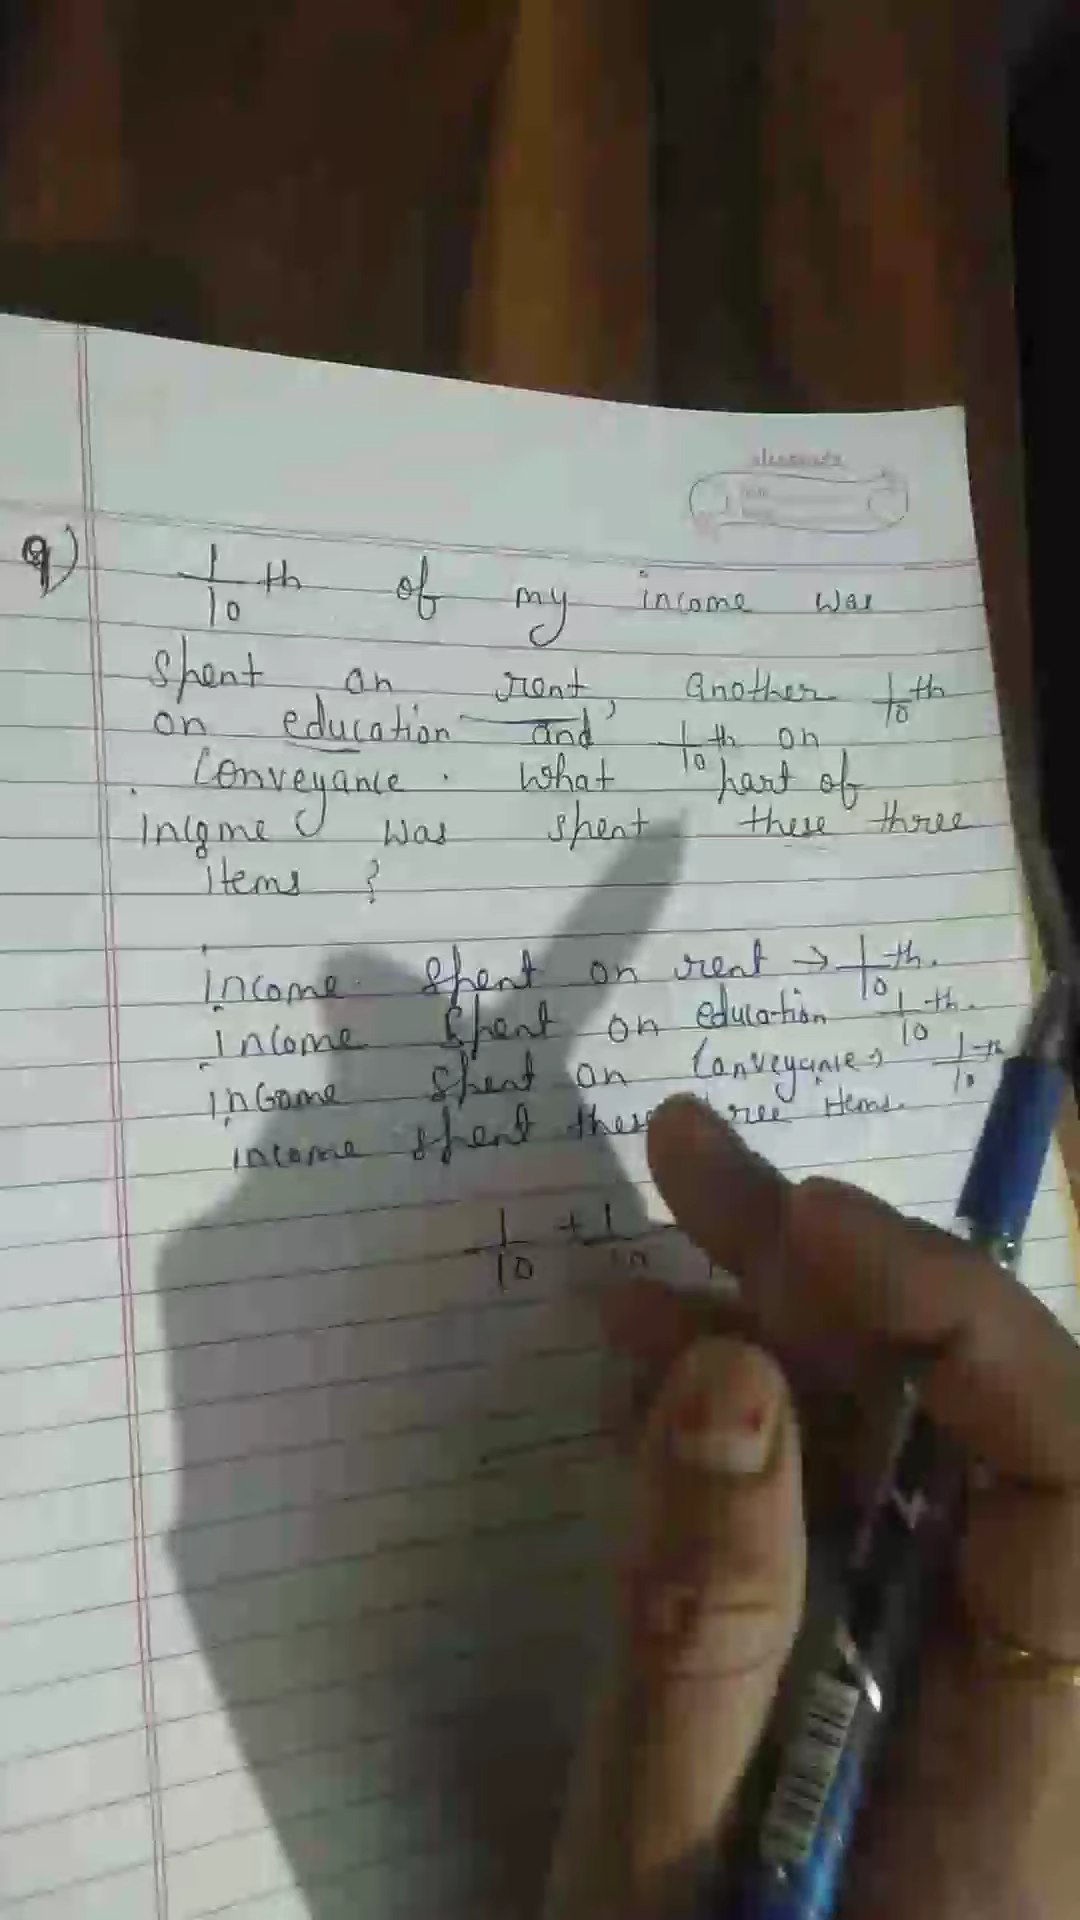 q)
1/10 th of my income was
spent on rent, another 1/10 th
on education and 1/10 th on
Conveyance. What part of
income was spent these three
items ?
income spent on rent → 1/10 th.
income spent on education 1/10 th.
income spent on Conveyance → 1/10 th
income spent these three items.
1/10 + 1/10